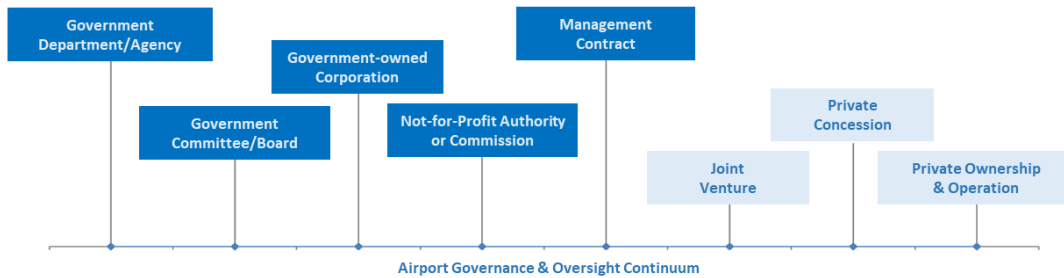 Government
Department/Agency
Government
Committee/Board
Government-owned
Corporation
Not-for-Profit Authority
or Commission
Management
Contract
Joint
Venture
Private
Concession
Private Ownership
& Operation
Airport Governance & Oversight Continuum